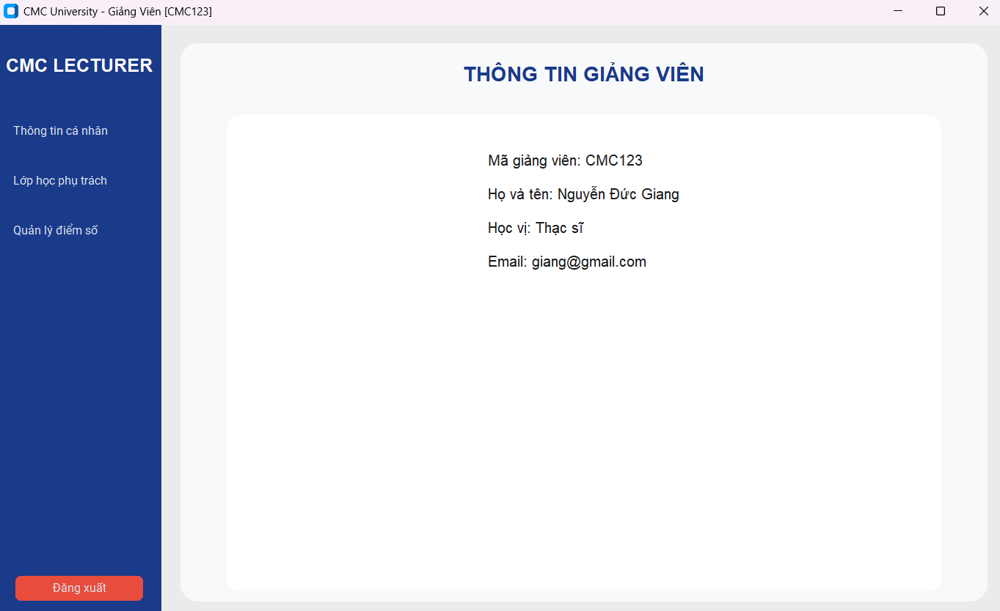 CMC University - Giảng Viên [CMC123]
CMC LECTURER
Thông tin cá nhân
Lớp học phụ trách
Quản lý điểm số
Đăng xuất
THÔNG TIN GIẢNG VIÊN
Mã giảng viên: CMC123
Họ và tên: Nguyễn Đức Giang
Học vị: Thạc sĩ
Email: giang@gmail.com